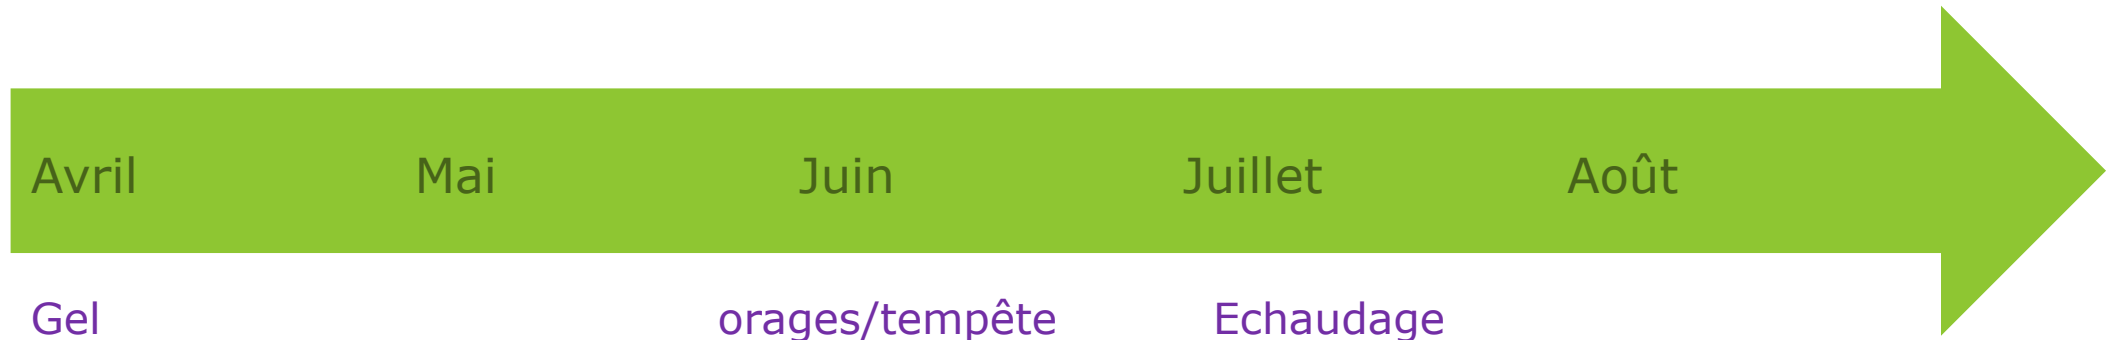 Avril Mai Juin Juillet Août
Gel orages/tempête Echaudage